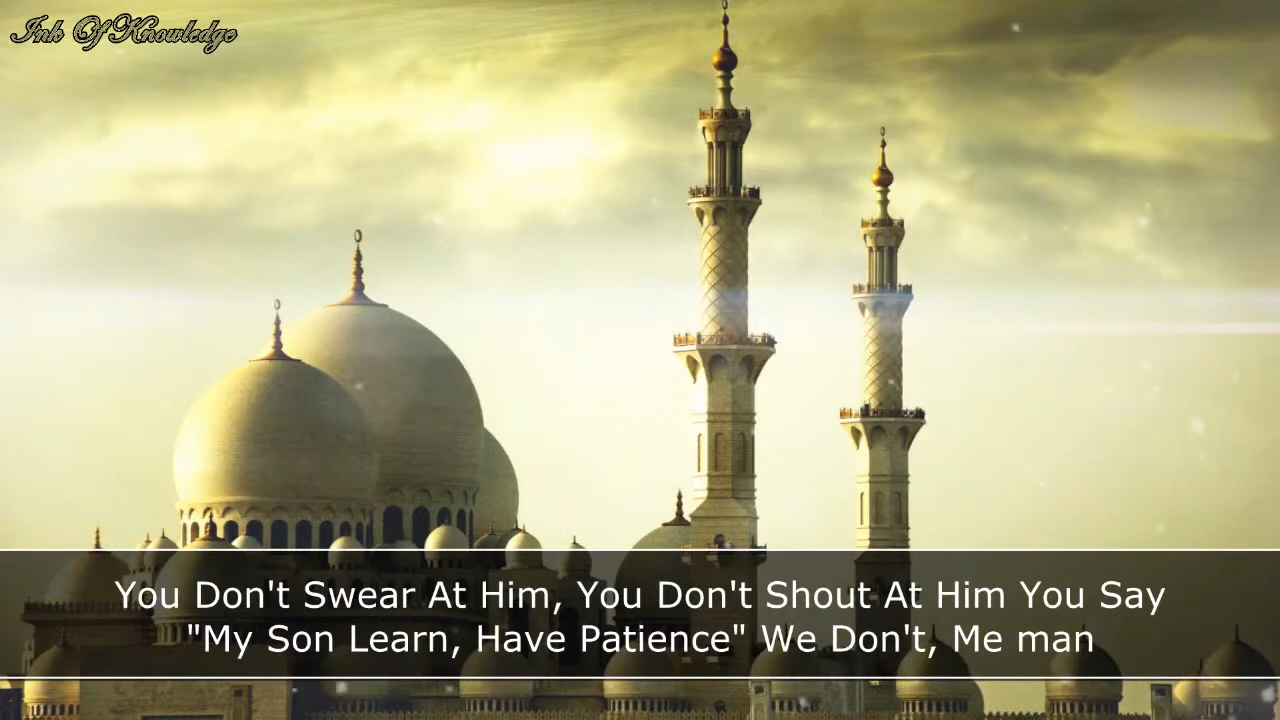 Ink Of Knowledge
You Don't Swear At Him, You Don't Shout At Him You Say
"My Son Learn, Have Patience" We Don't, Me man